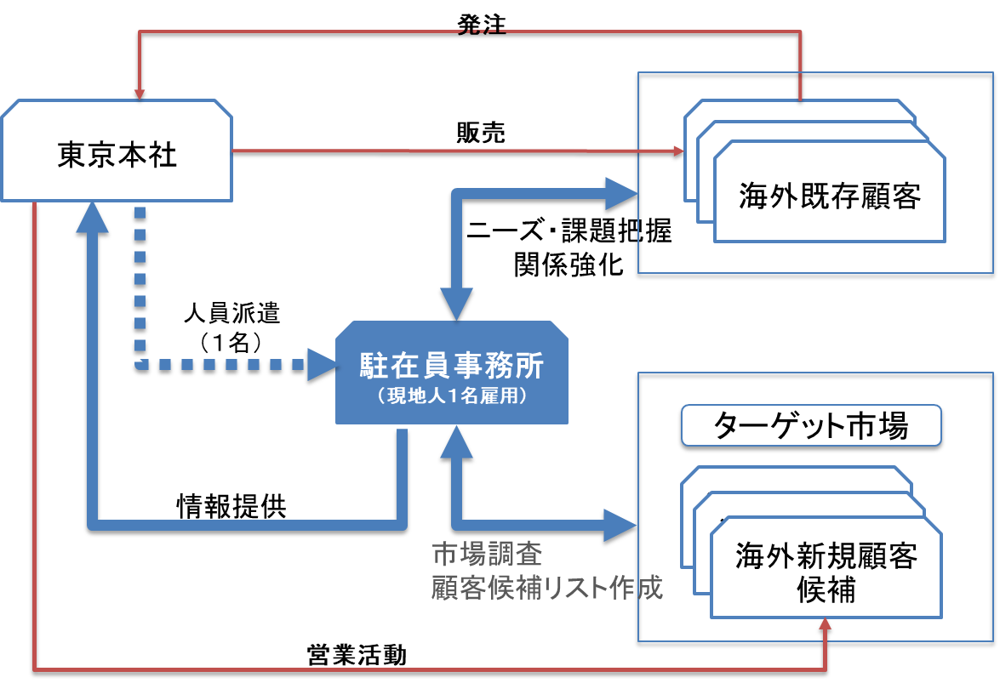 発注
東京本社
販売
海外既存顧客
ニーズ・課題把握
関係強化
人員派遣
（１名）
駐在員事務所
（現地人１名雇用）
ターゲット市場
情報提供
市場調査
顧客候補リスト作成
海外新規顧客
候補
営業活動